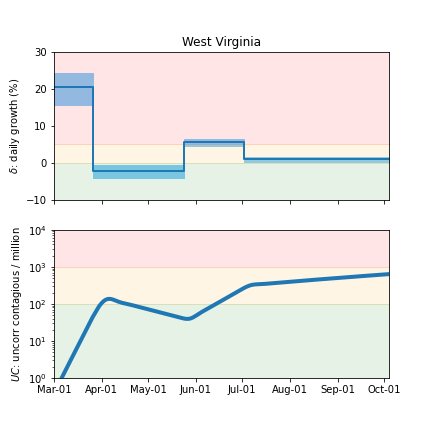 West Virginia
δ: daily growth (%)
30
20
10
0
−10
UC: uncorr contagious / million
10⁴
10³
10²
10¹
10⁰
Mar-01 Apr-01 May-01 Jun-01 Jul-01 Aug-01 Sep-01 Oct-01